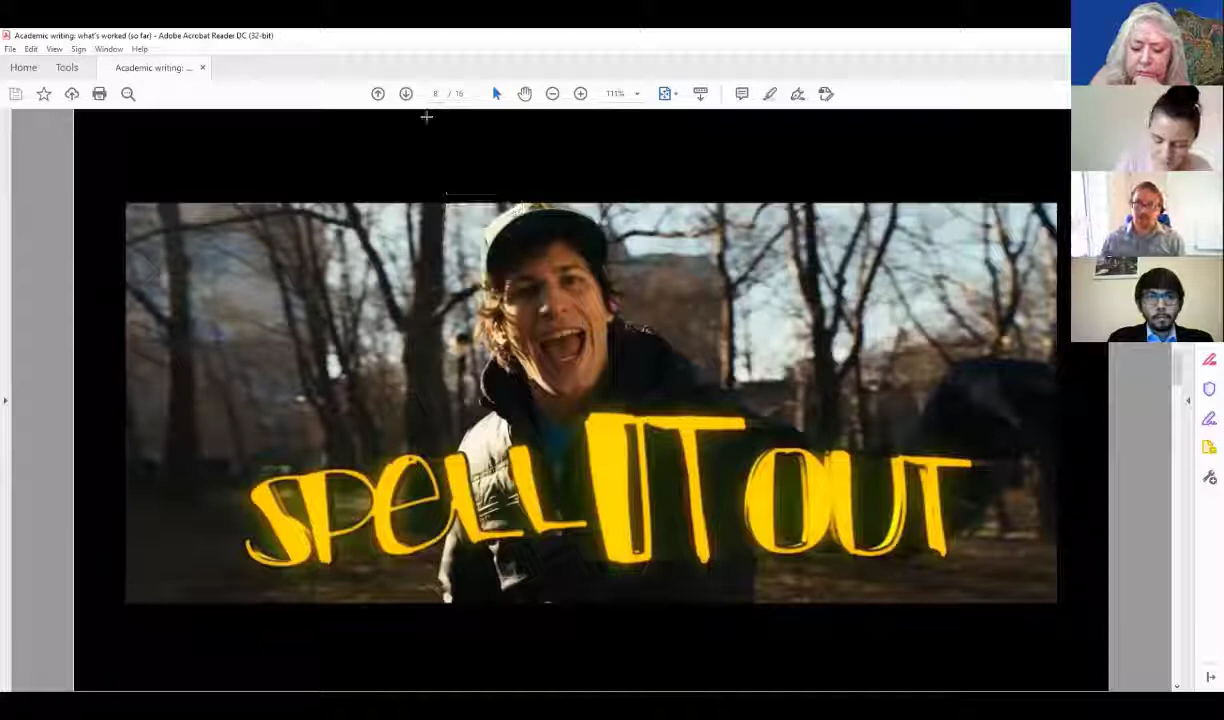 Academic writing: what's worked (so far) - Adobe Acrobat Reader DC (32-bit)
File Edit View Sign Window Help
Home Tools Academic writing: ... ×
8 / 16 111%
SPELL IT OUT